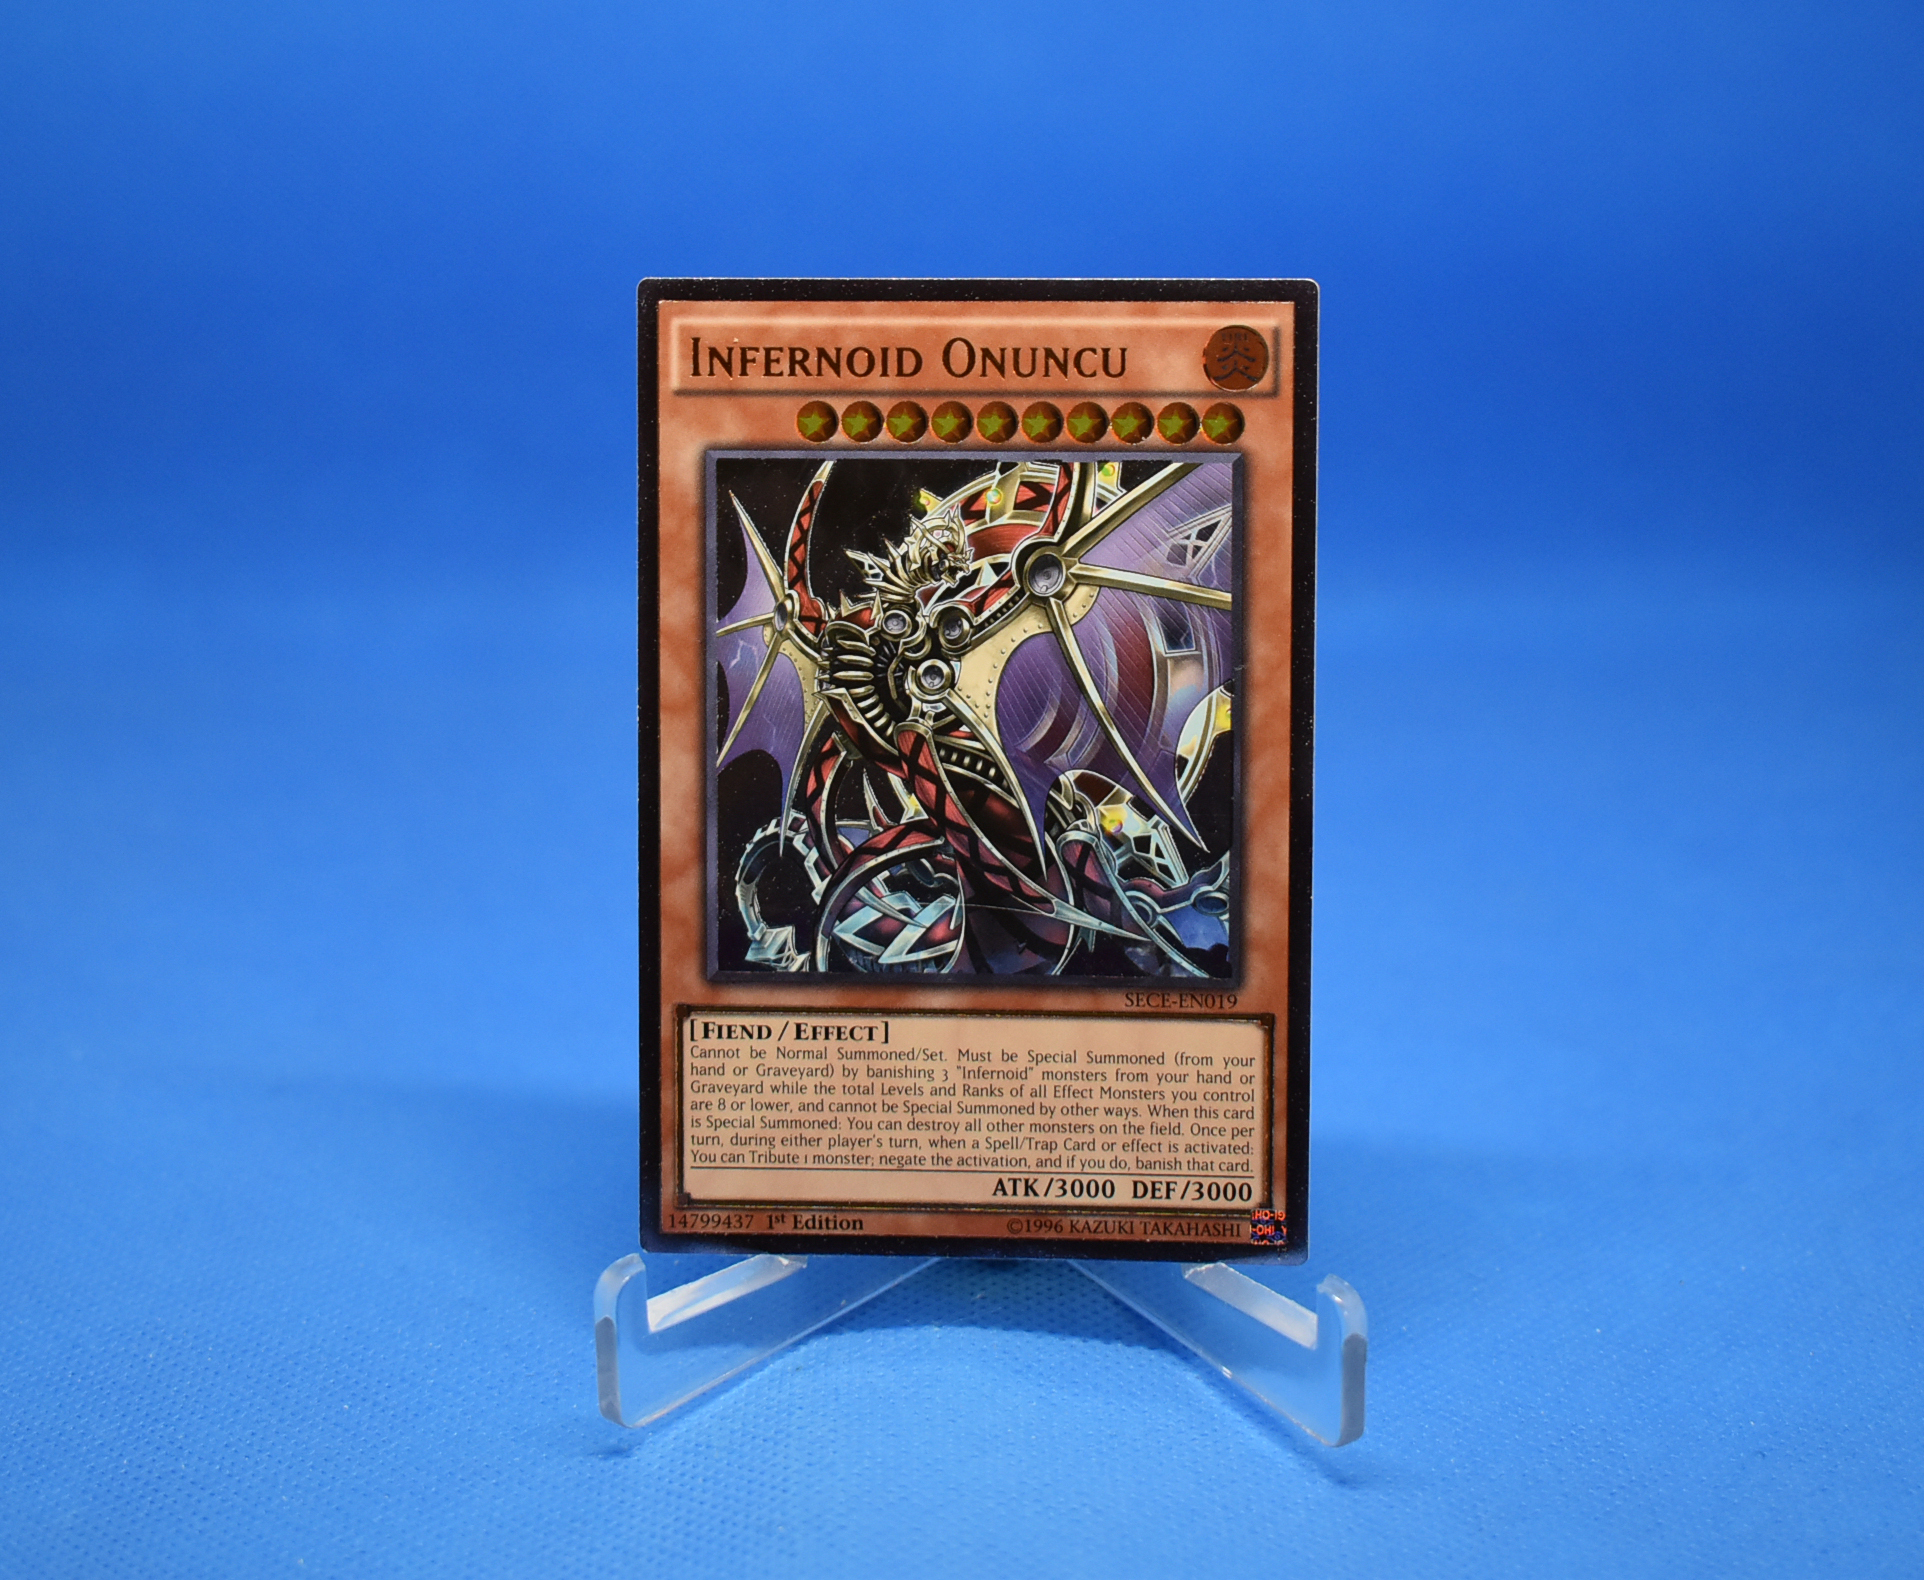 INFERNOID ONUNCU
炎
SECE-EN019
[FIEND / EFFECT]
Cannot be Normal Summoned/Set. Must be Special Summoned (from your
hand or Graveyard) by banishing 3 "Infernoid" monsters from your hand or
Graveyard while the total Levels and Ranks of all Effect Monsters you control
are 8 or lower, and cannot be Special Summoned by other ways. When this card
is Special Summoned: You can destroy all other monsters on the field. Once per
turn, during either player's turn, when a Spell/Trap Card or effect is activated:
You can Tribute 1 monster; negate the activation, and if you do, banish that card.
ATK/3000 DEF/3000
14799437 1st Edition ©1996 KAZUKI TAKAHASHI